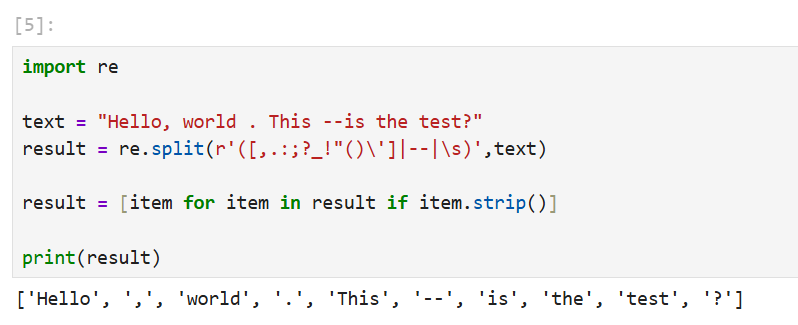 [5]:
import re
text = "Hello, world . This --is the test?"
result = re.split(r'([,.:;?_!"()\']|--|\s)',text)
result = [item for item in result if item.strip()]
print(result)
['Hello', ',', 'world', '.', 'This', '--', 'is', 'the', 'test', '?']